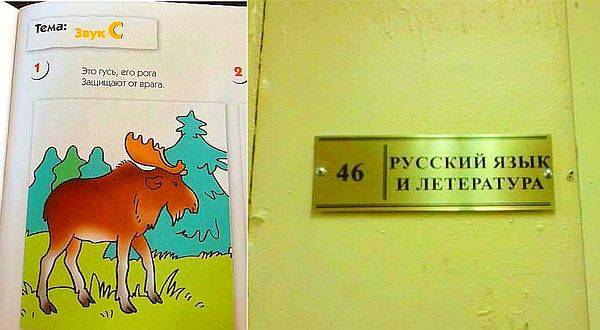 Тема: Звук С
1
Это гусь, его рога
Защищают от врага.
2
46
РУССКИЙ ЯЗЫК
И ЛЕТЕРАТУРА